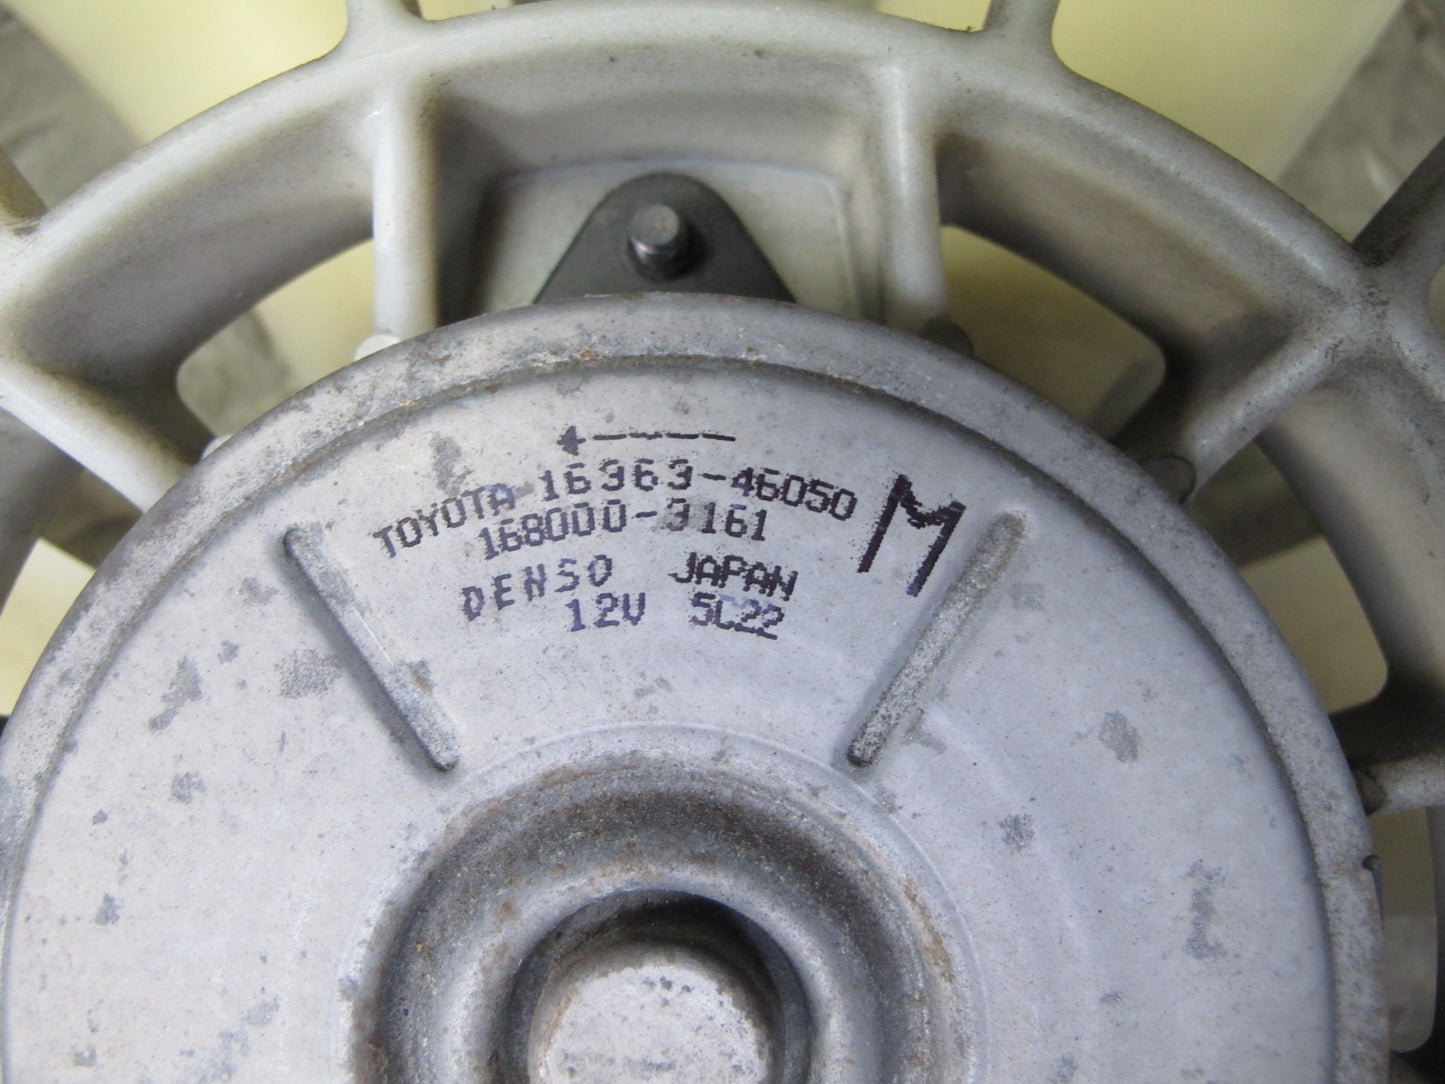 TOYOTA 16363-46050
168000-3161
M
DENSO JAPAN
12V 5C22